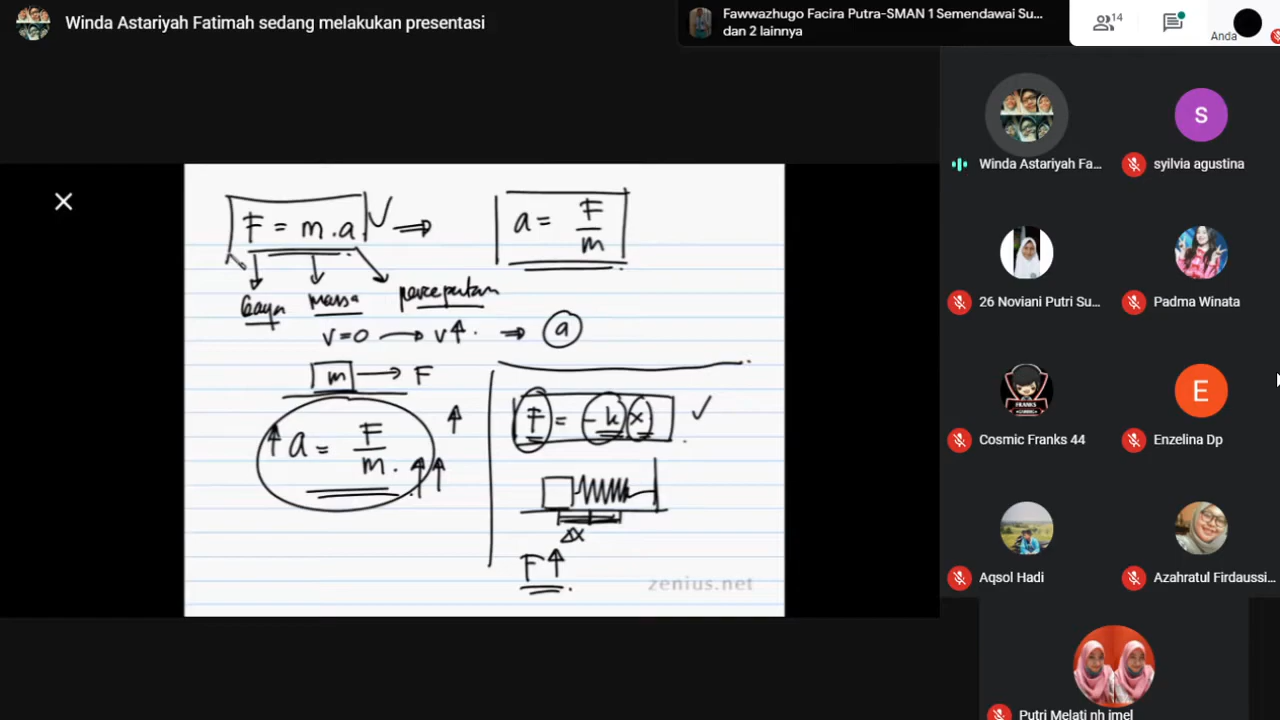 Winda Astariyah Fatimah sedang melakukan presentasi
Fawwazhugo Facira Putra-SMAN 1 Semendawai Su...
dan 2 lainnya
14
Anda
F = m . a ⇒
a = F/m
Gaya massa percepatan
v = 0 → v↑ . ⇒ a
m → F
↑ a = F/m . ↑↑
↑
F = -k x ✓
Δx
F↑ .
zenius.net
Winda Astariyah Fa...
syilvia agustina
26 Noviani Putri Su...
Padma Winata
Cosmic Franks 44
Enzelina Dp
Aqsol Hadi
Azahratul Firdaussi...
Putri Melati nh imel
S
E
FRANKS